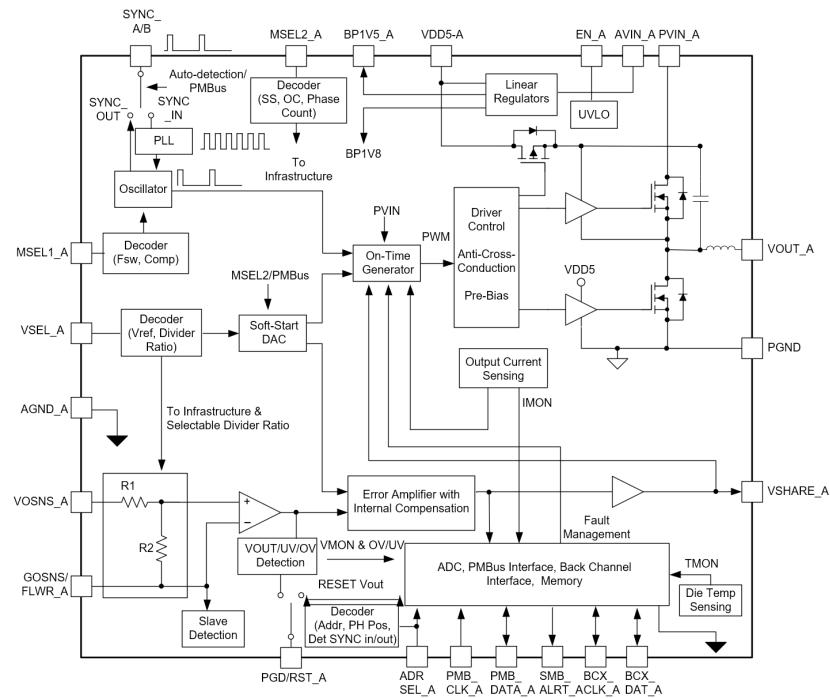 SYNC_
A/B
MSEL2_A
BP1V5_A
VDD5-A
EN_A
AVIN_A
PVIN_A
Auto-detection/
PMBus
SYNC_
OUT
SYNC
_IN
PLL
Decoder
(SS, OC, Phase
Count)
Linear
Regulators
UVLO
BP1V8
To
Infrastructure
Oscillator
MSEL1_A
Decoder
(Fsw, Comp)
PVIN
On-Time
Generator
PWM
Driver
Control
Anti-Cross-
Conduction
Pre-Bias
VDD5
VOUT_A
MSEL2/PMBus
VSEL_A
Decoder
(Vref, Divider
Ratio)
Soft-Start
DAC
PGND
Output Current
Sensing
IMON
AGND_A
To Infrastructure &
Selectable Divider Ratio
VOSNS_A
R1
R2
+
−
Error Amplifier with
Internal Compensation
VSHARE_A
Fault
Management
GOSNS/
FLWR_A
VOUT/UV/OV
Detection
VMON & OV/UV
ADC, PMBus Interface, Back Channel
Interface, Memory
TMON
Die Temp
Sensing
RESET Vout
Slave
Detection
Decoder
(Addr, PH Pos,
Det SYNC in/out)
PGD/RST_A
ADR
SEL_A
PMB_
CLK_A
PMB_
DATA_A
SMB_
ALRT_A
BCX_
ACLK_A
BCX_
DAT_A